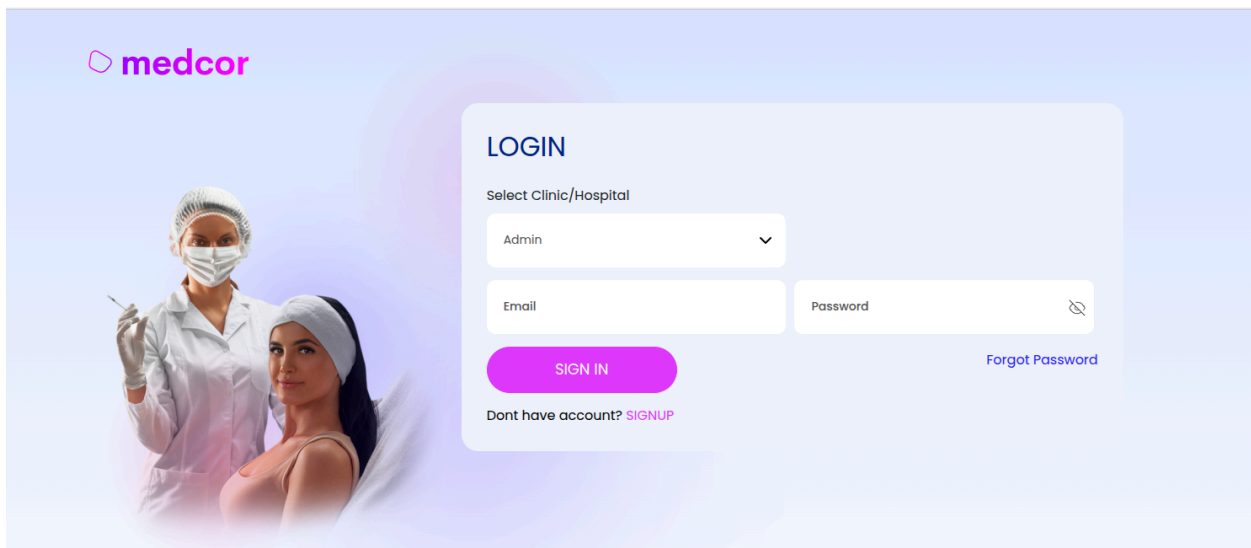 medcor
LOGIN
Select Clinic/Hospital
Admin
Email
Password
SIGN IN
Forgot Password
Dont have account? SIGNUP